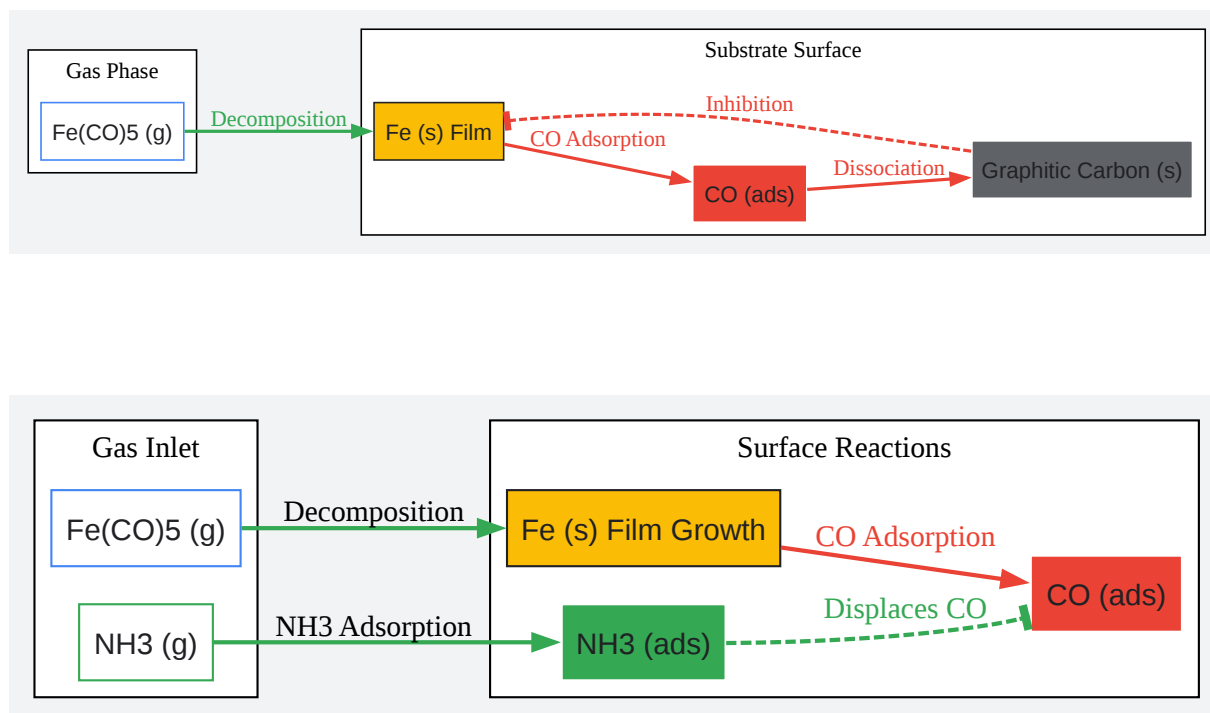 Substrate Surface
Gas Phase
Inhibition
Fe(CO)5 (g)
Decomposition
Fe (s) Film
CO Adsorption
Dissociation
Graphitic Carbon (s)
CO (ads)
Gas Inlet
Surface Reactions
Fe(CO)5 (g)
Decomposition
Fe (s) Film Growth
CO Adsorption
CO (ads)
NH3 (g)
NH3 Adsorption
NH3 (ads)
Displaces CO